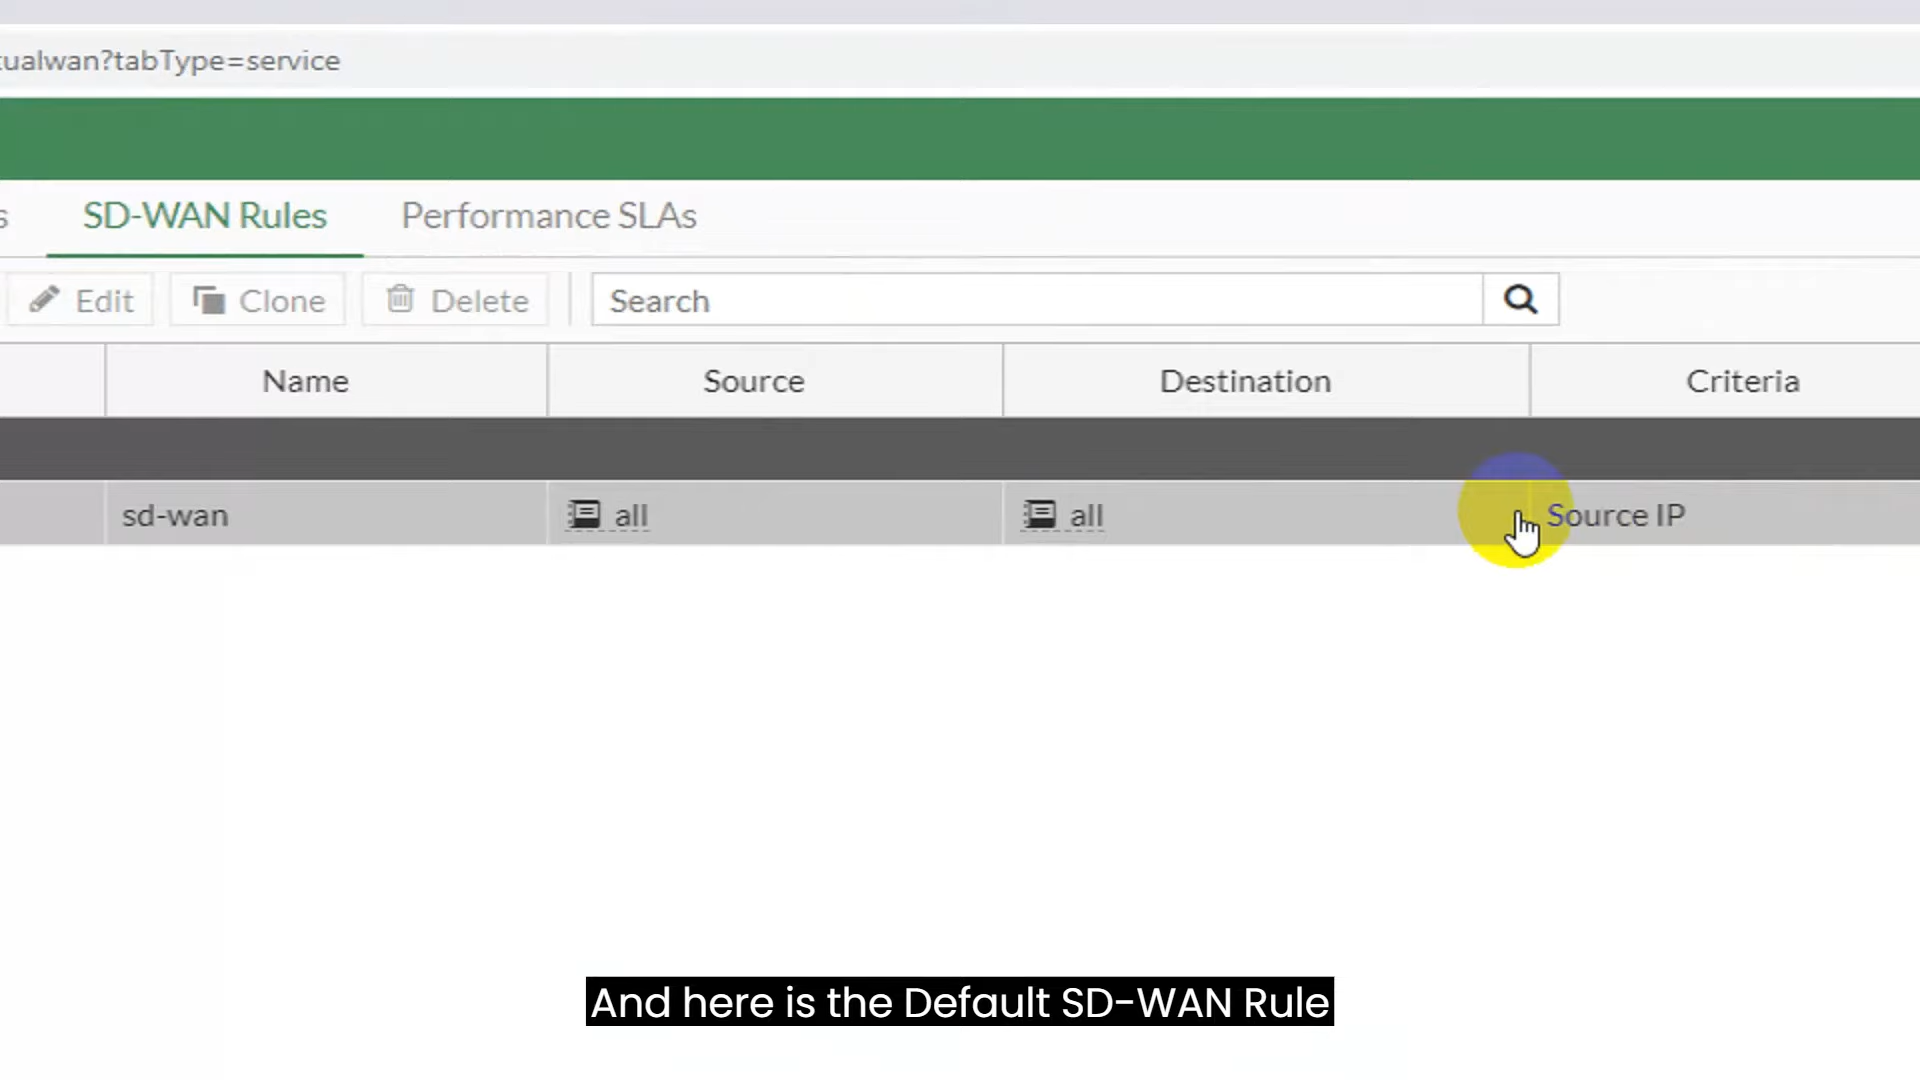 tualwan?tabType=service
s SD-WAN Rules Performance SLAs
Edit Clone Delete Search
Name Source Destination Criteria
sd-wan all all Source IP
And here is the Default SD-WAN Rule